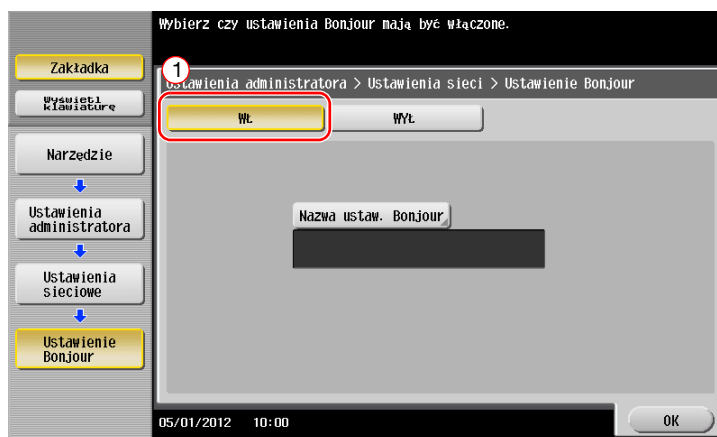 Wybierz czy ustawienia Bonjour mają być włączone.
Zakładka
Wyświetl
klawiaturę
1
Ustawienia administratora > Ustawienia sieci > Ustawienie Bonjour
WŁ
WYŁ
Narzędzie
Ustawienia
administratora
Ustawienia
sieciowe
Ustawienie
Bonjour
Nazwa ustaw. Bonjour
05/01/2012 10:00
OK